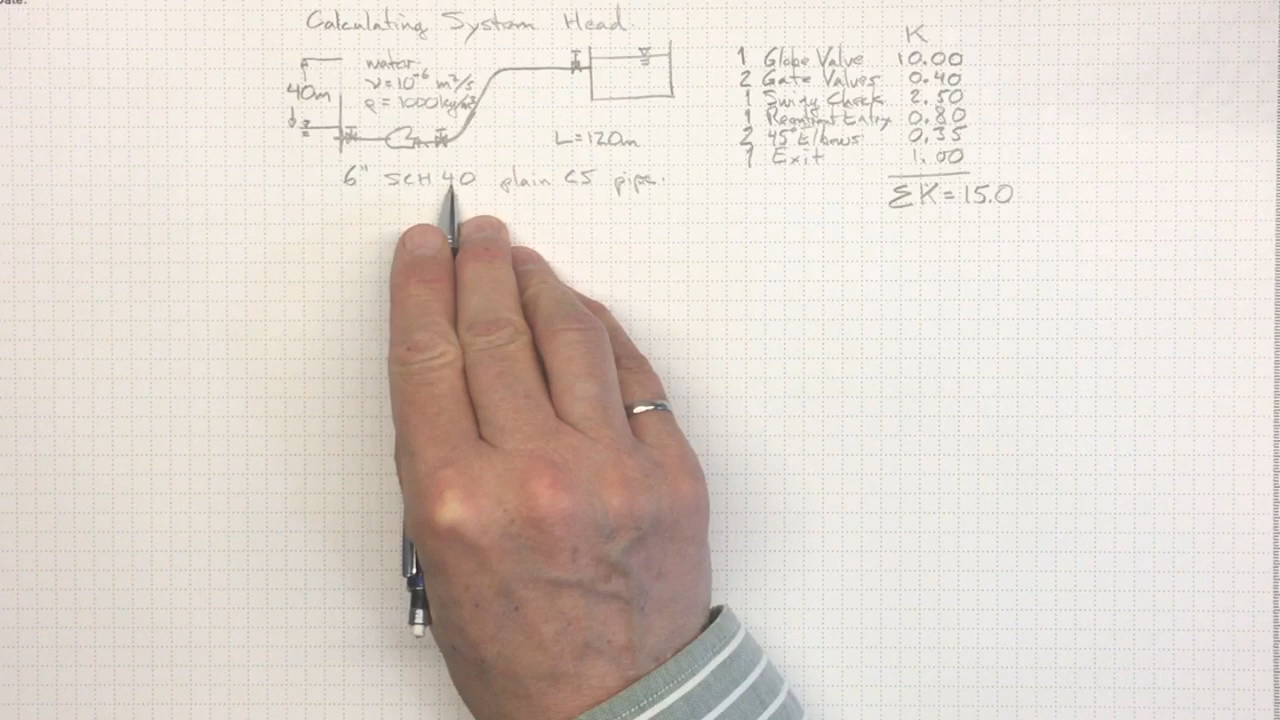 Calculating System Head
water
ν=10⁻⁶ m²/s
ρ = 1000kg/m³
40m
L=120m
6" SCH 40 plain CS pipe.
K
1 Globe Valve 10.00
2 Gate Valves 0.40
1 Swing Check 2.50
1 Reentrant Entry 0.80
2 45° Elbows 0.35
1 Exit 1.00
ΣK=15.0